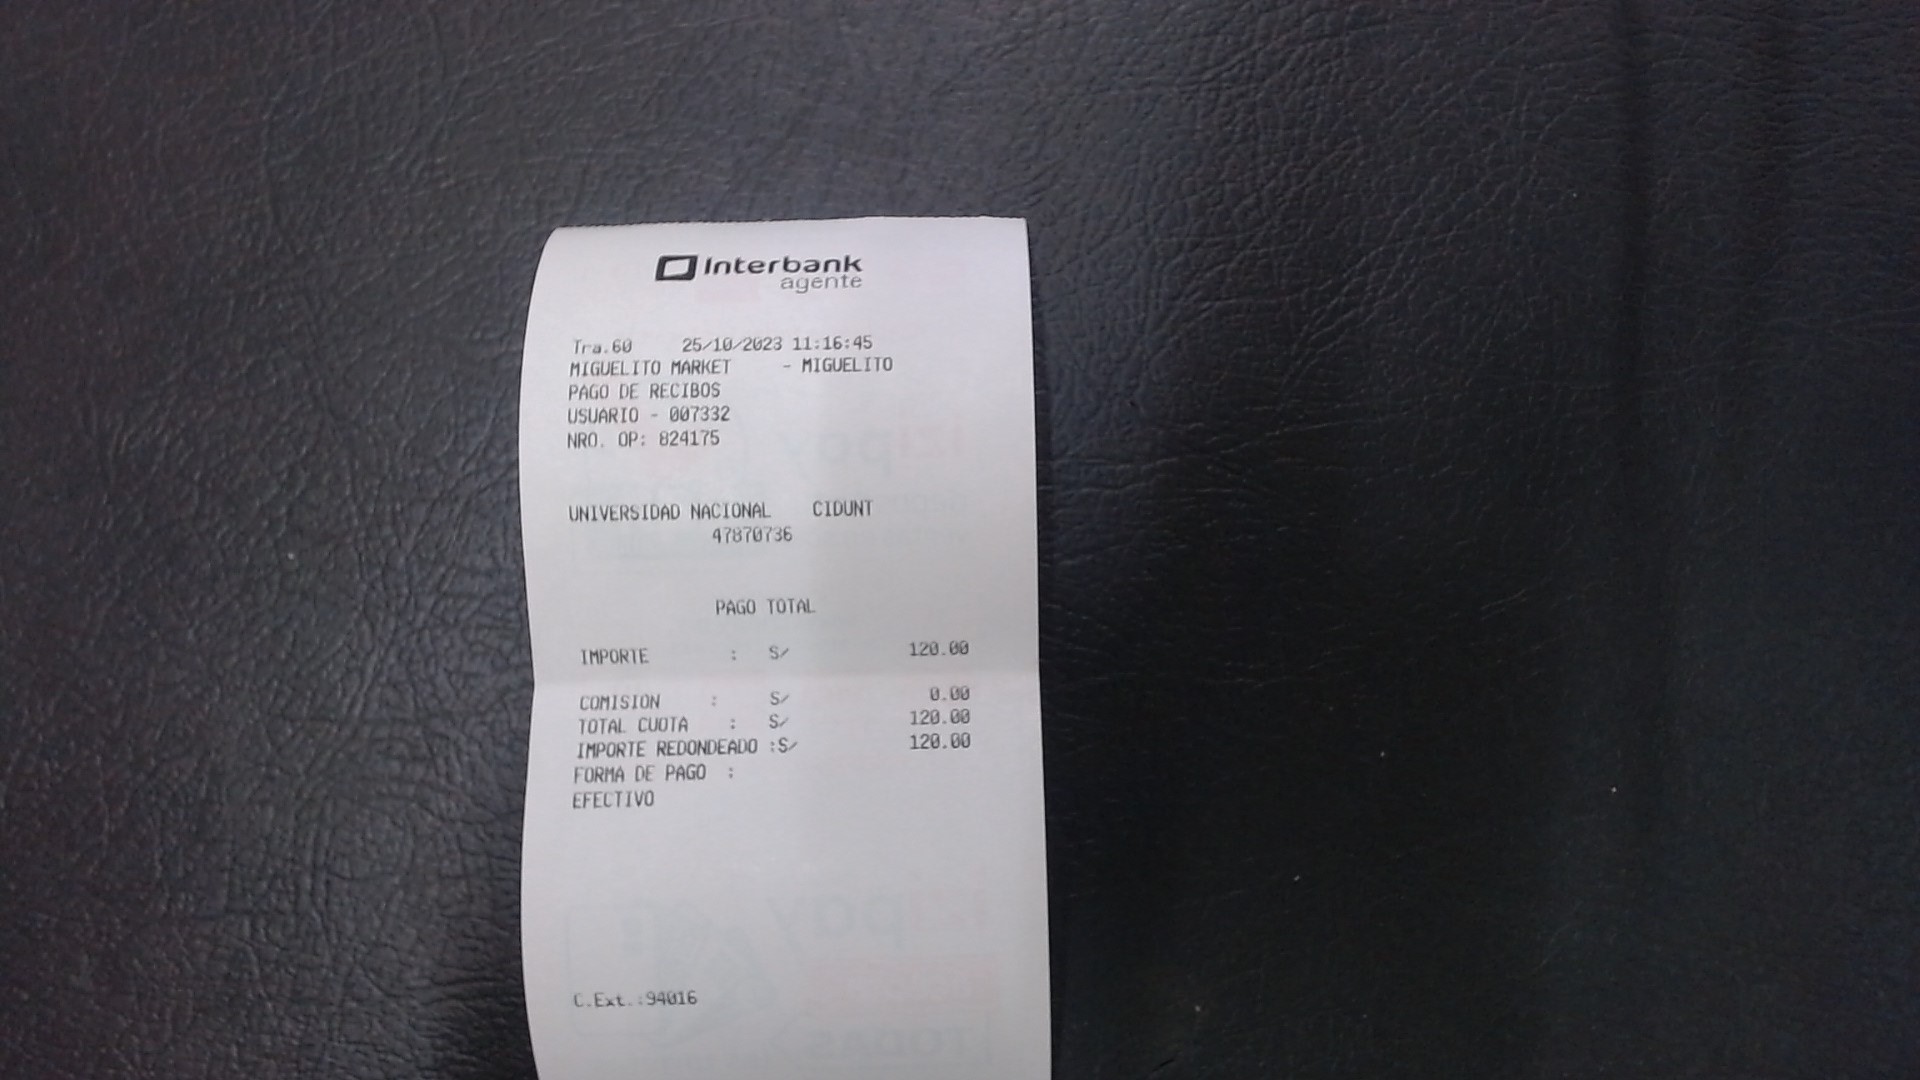 Interbank
agente
Tra.60 25/10/2023 11:16:45
MIGUELITO MARKET - MIGUELITO
PAGO DE RECIBOS
USUARIO - 007332
NRO. OP: 824175
UNIVERSIDAD NACIONAL CIDUNT
47870736
PAGO TOTAL
IMPORTE : S/ 120.00
COMISION : S/ 0.00
TOTAL CUOTA : S/ 120.00
IMPORTE REDONDEADO :S/ 120.00
FORMA DE PAGO :
EFECTIVO
C.Ext.:94016